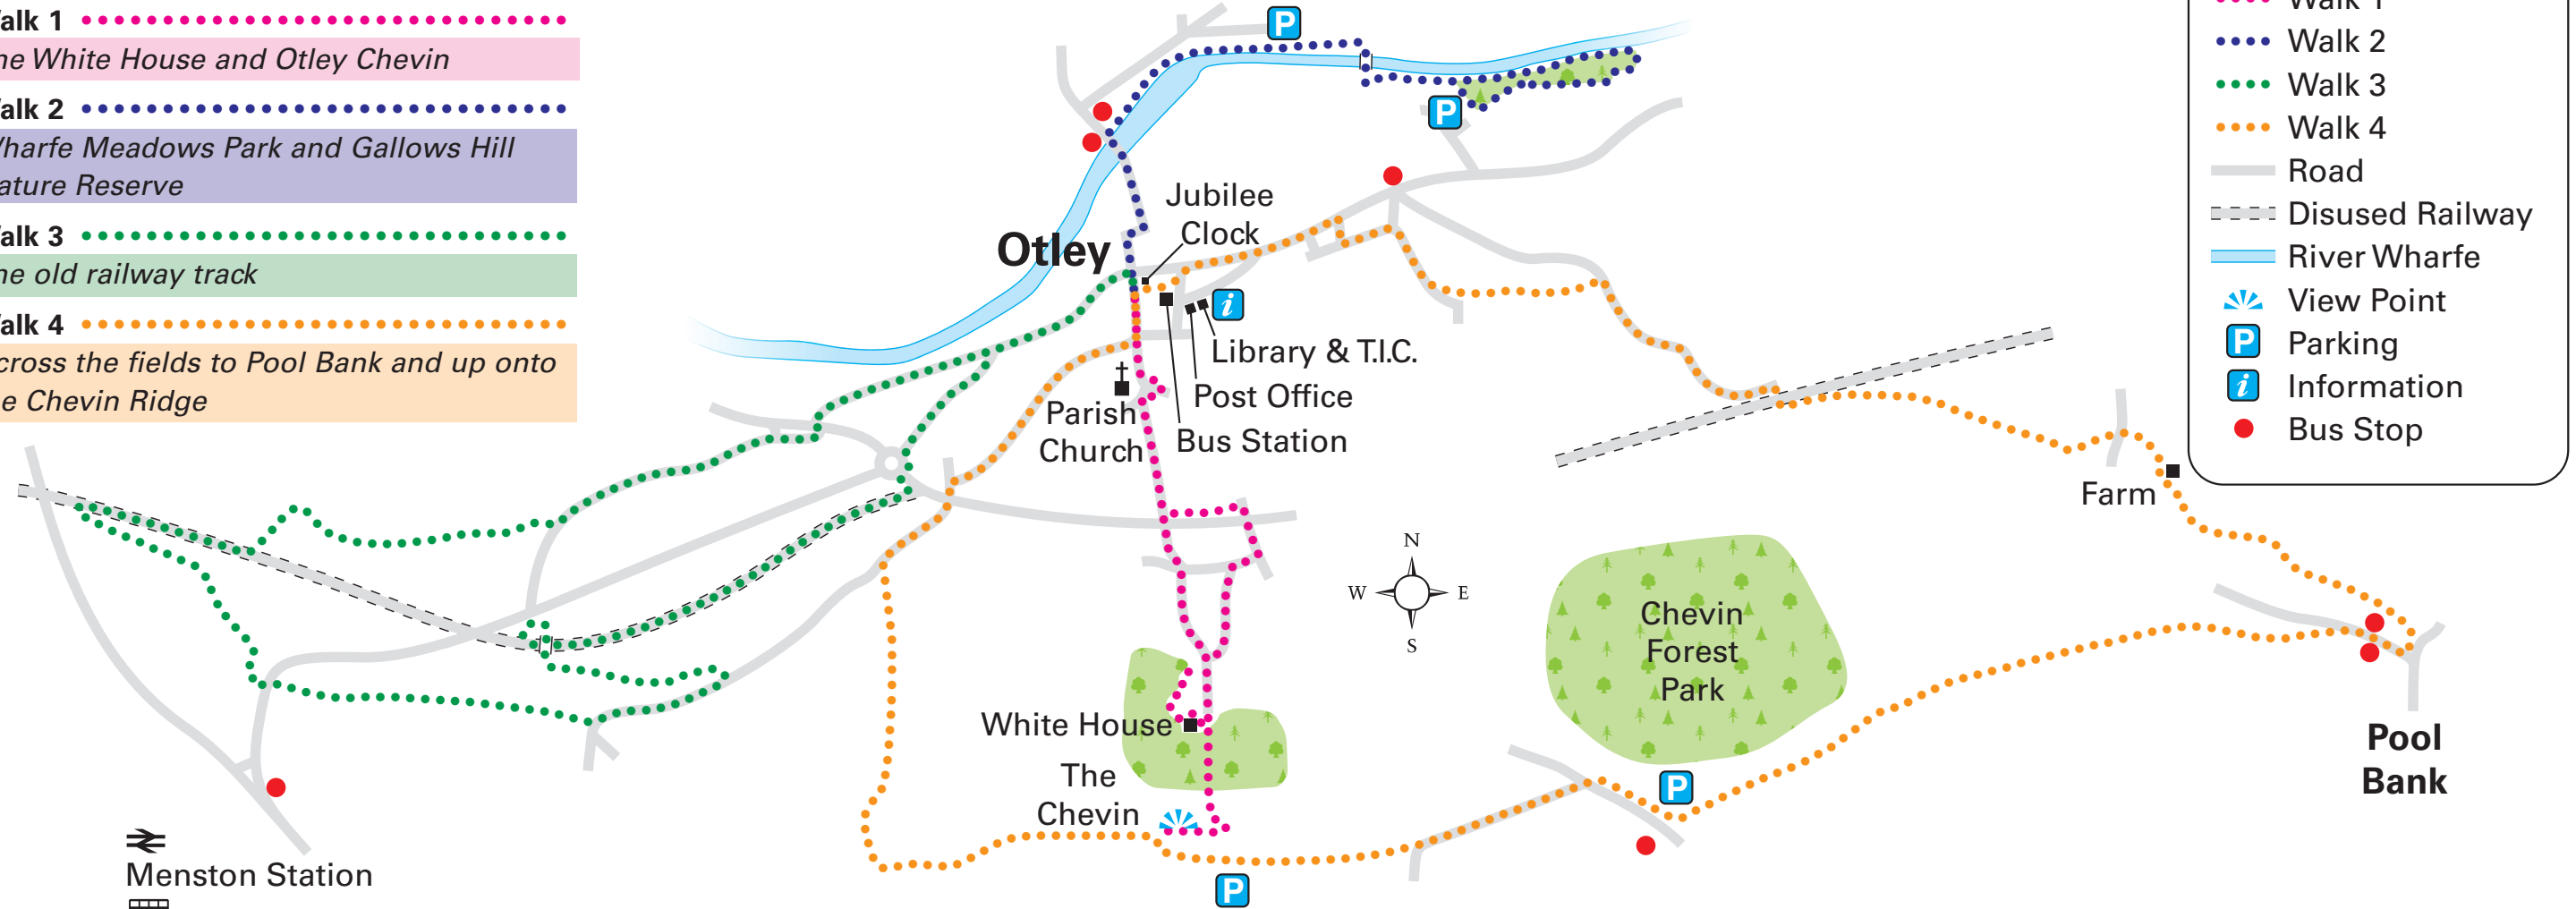 alk 1
he White House and Otley Chevin
alk 2
Wharfe Meadows Park and Gallows Hill
ature Reserve
alk 3
he old railway track
alk 4
cross the fields to Pool Bank and up onto
e Chevin Ridge
Walk 1
Walk 2
Walk 3
Walk 4
Road
Disused Railway
River Wharfe
View Point
P Parking
i Information
Bus Stop
P
P
Jubilee
Clock
Otley
i
Library & T.I.C.
Post Office
Bus Station
Parish
Church
Farm
N
W E
S
Chevin
Forest
Park
White House
The
Chevin
P
P
Pool
Bank
Menston Station